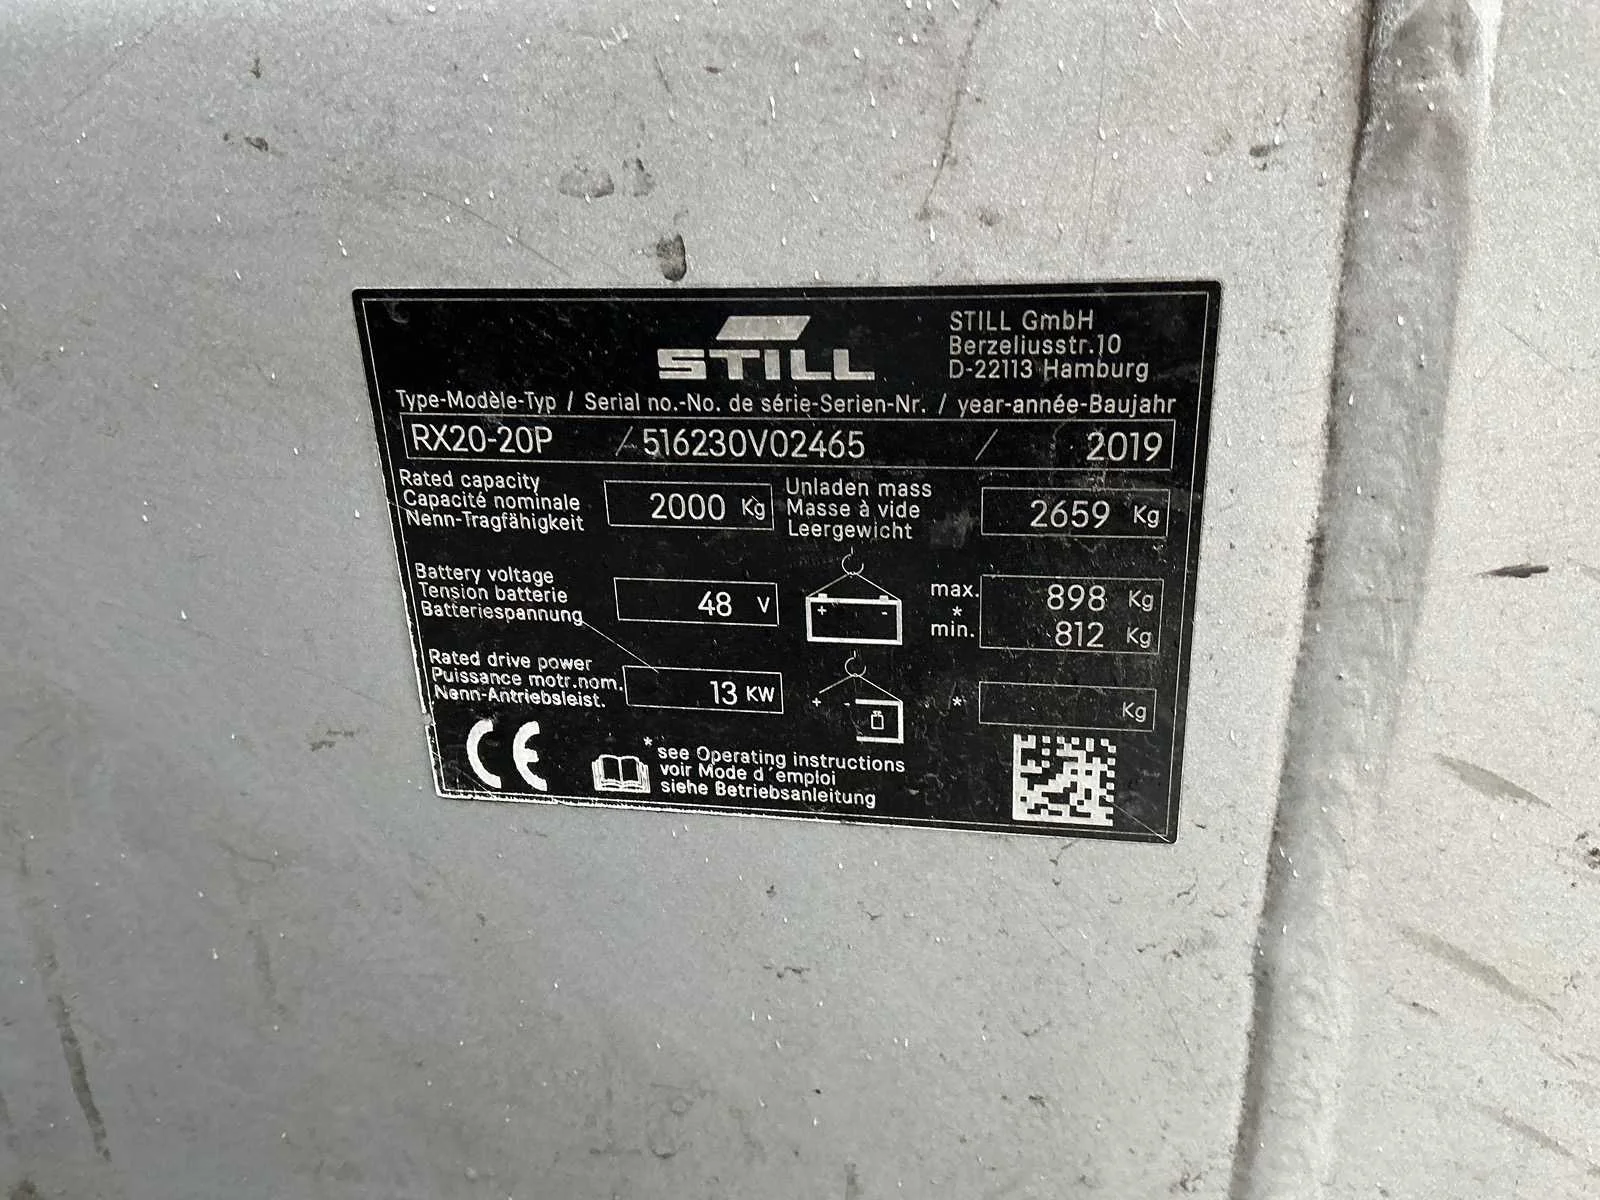 STILL
STILL GmbH
Berzeliusstr.10
D-22113 Hamburg
Type-Modèle-Typ / Serial no.-No. de série-Serien-Nr. / year-année-Baujahr
RX20-20P / 516230V02465 / 2019
Rated capacity
Capacité nominale
Nenn-Tragfähigkeit
2000 Kg
Unladen mass
Masse à vide
Leergewicht
2659 Kg
Battery voltage
Tension batterie
Batteriespannung
48 V
+ -
max.
*
min.
898 Kg
812 Kg
Rated drive power
Puissance motr.nom.
Nenn-Antriebsleist.
13 KW
+ -
* Kg
CE
* see Operating instructions
voir Mode d´emploi
siehe Betriebsanleitung